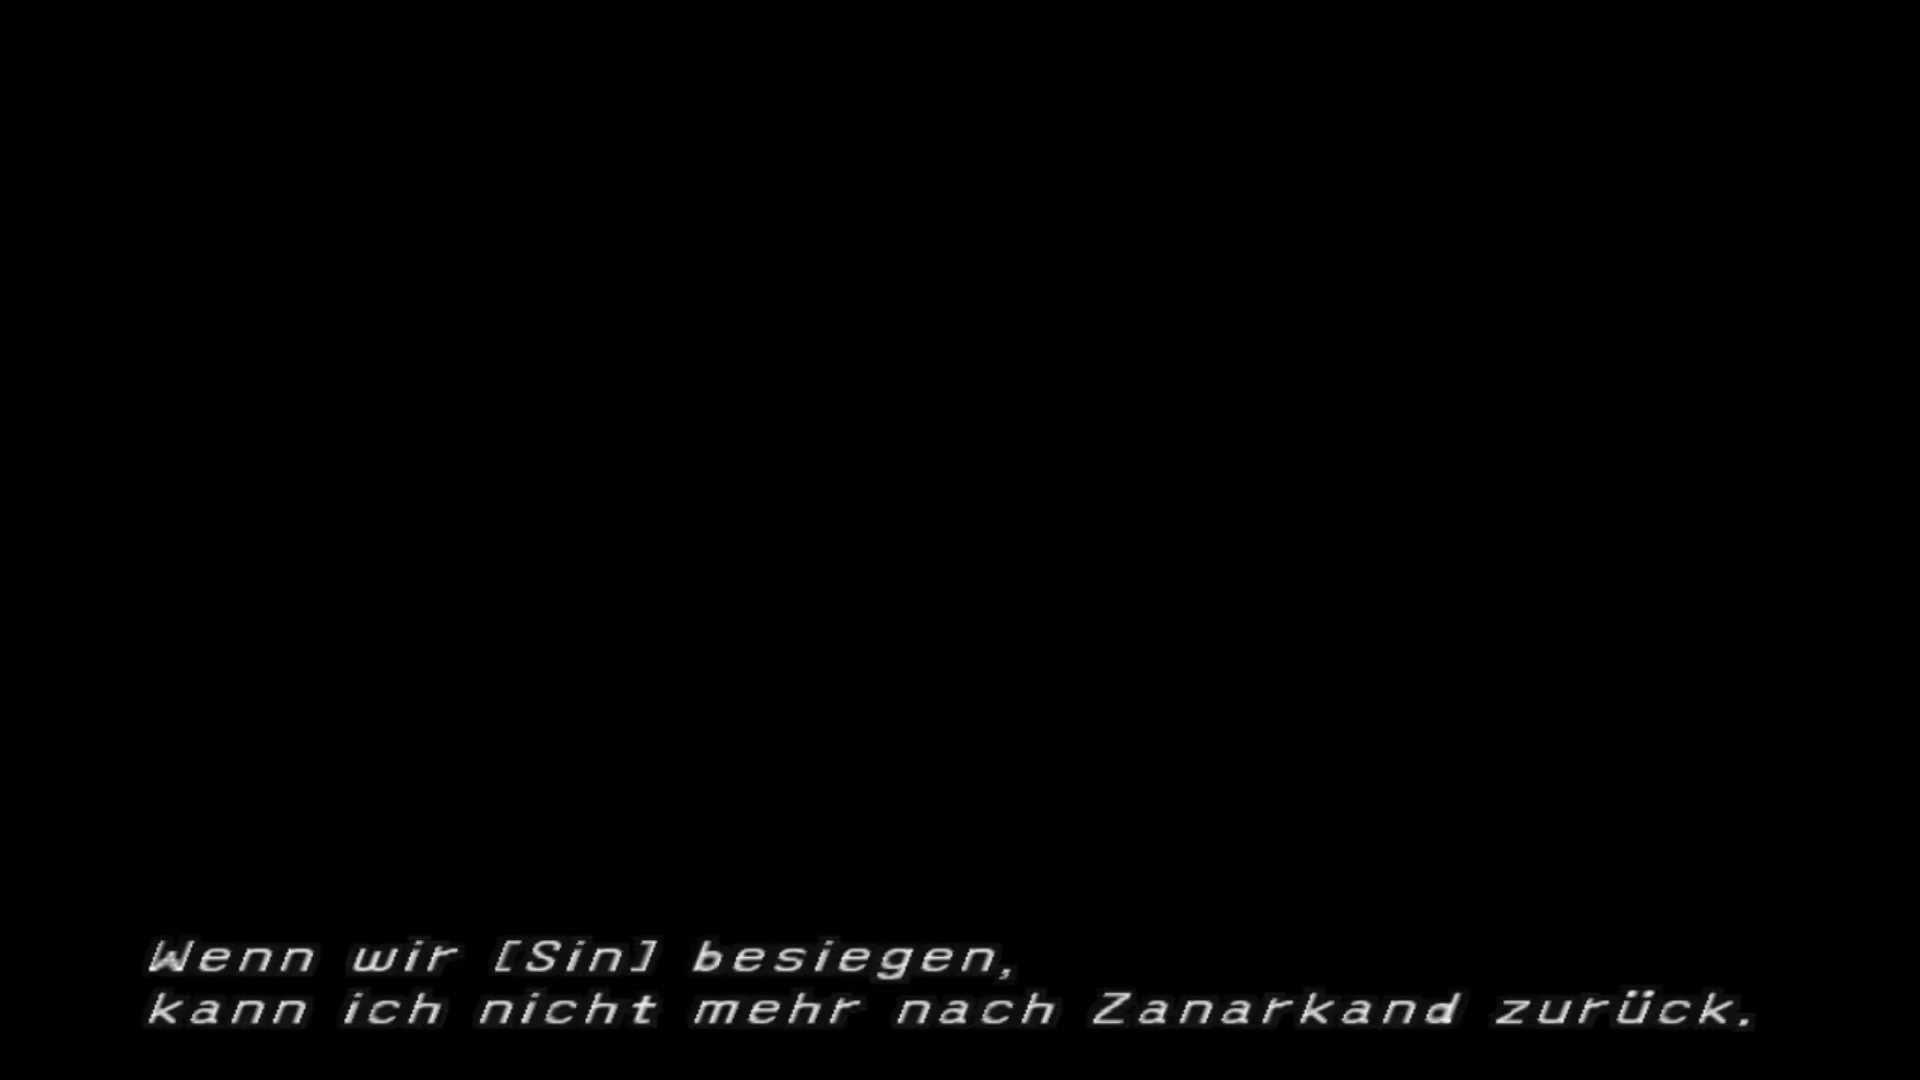 Wenn wir [Sin] besiegen,
kann ich nicht mehr nach Zanarkand zurück.